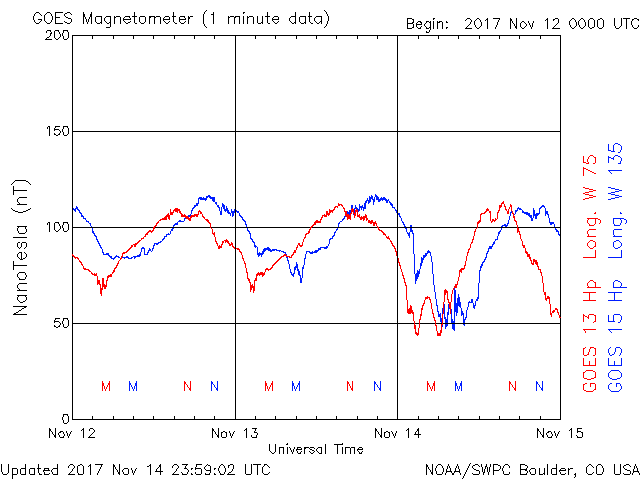 GOES Magnetometer (1 minute data)
Begin: 2017 Nov 12 0000 UTC
200
150
100
50
0
NanoTesla (nT)
M M N N M M N N M M N N
Nov 12 Nov 13 Nov 14 Nov 15
Universal Time
GOES 13 Hp Long. W 75
GOES 15 Hp Long. W 135
Updated 2017 Nov 14 23:59:02 UTC
NOAA/SWPC Boulder, CO USA